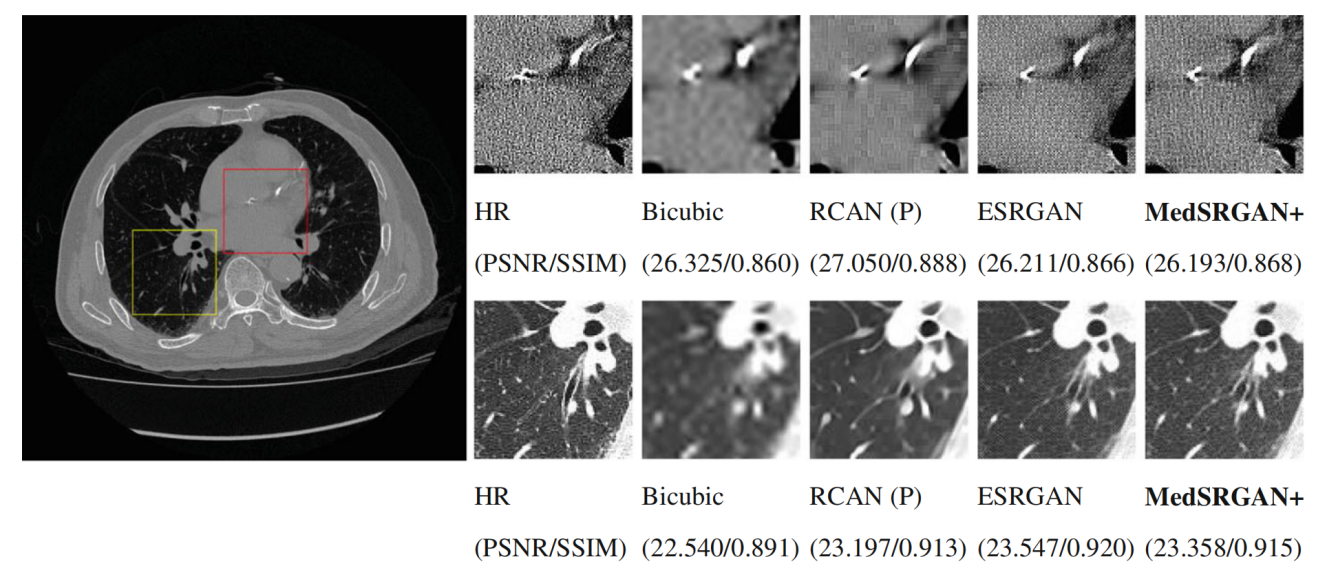 HR Bicubic RCAN (P) ESRGAN MedSRGAN+
(PSNR/SSIM) (26.325/0.860) (27.050/0.888) (26.211/0.866) (26.193/0.868)
HR Bicubic RCAN (P) ESRGAN MedSRGAN+
(PSNR/SSIM) (22.540/0.891) (23.197/0.913) (23.547/0.920) (23.358/0.915)